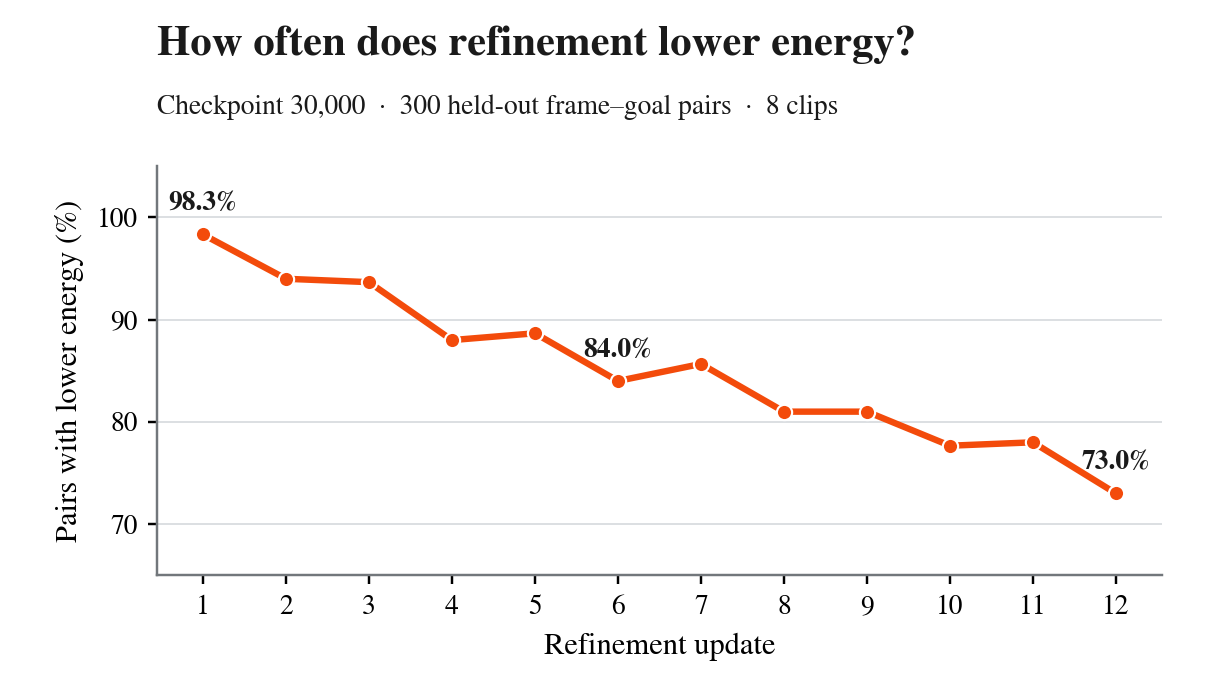 How often does refinement lower energy?
Checkpoint 30,000 · 300 held-out frame–goal pairs · 8 clips
Pairs with lower energy (%)
100
90
80
70
98.3%
84.0%
73.0%
1 2 3 4 5 6 7 8 9 10 11 12
Refinement update